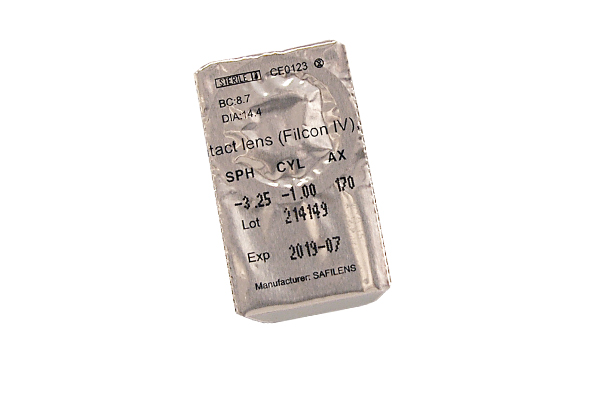 STERILE CE0123
BC:8.7
DIA:14.4
tact lens (Filcon IV).
SPH CYL AX
-3.25 -1.00 170
Lot 214149
Exp 2019-07
Manufacturer: SAFILENS